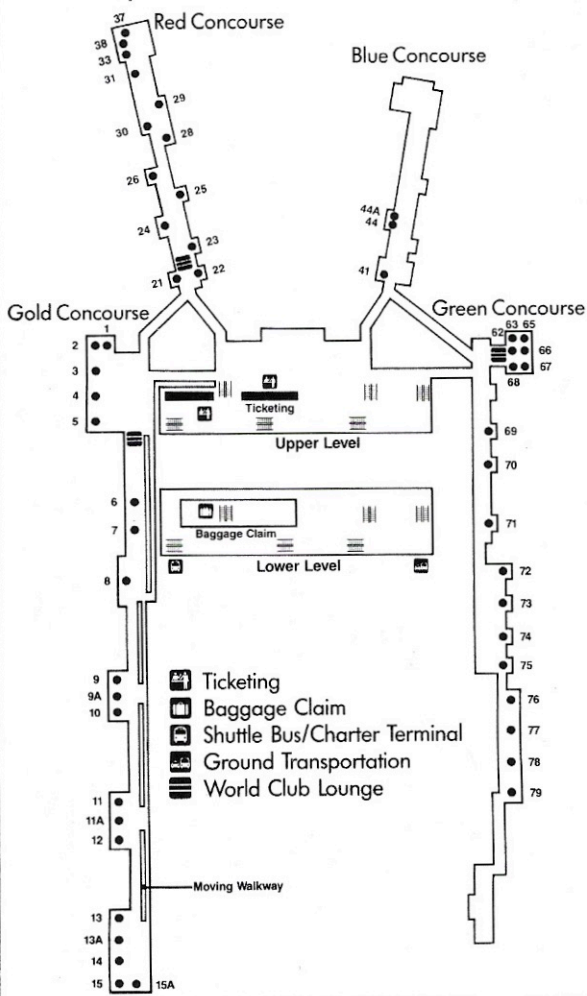 37
Red Concourse
38
33
31
Blue Concourse
29
30
28
26
25
24
44A
44
23
21
22
41
Gold Concourse
Green Concourse
1
2
62
63
65
66
3
68
67
4
Ticketing
5
Upper Level
69
70
6
7
71
Baggage Claim
Lower Level
8
72
73
74
75
9
9A
10
Ticketing
Baggage Claim
Shuttle Bus/Charter Terminal
Ground Transportation
World Club Lounge
76
77
78
79
11
11A
12
Moving Walkway
13
13A
14
15
15A